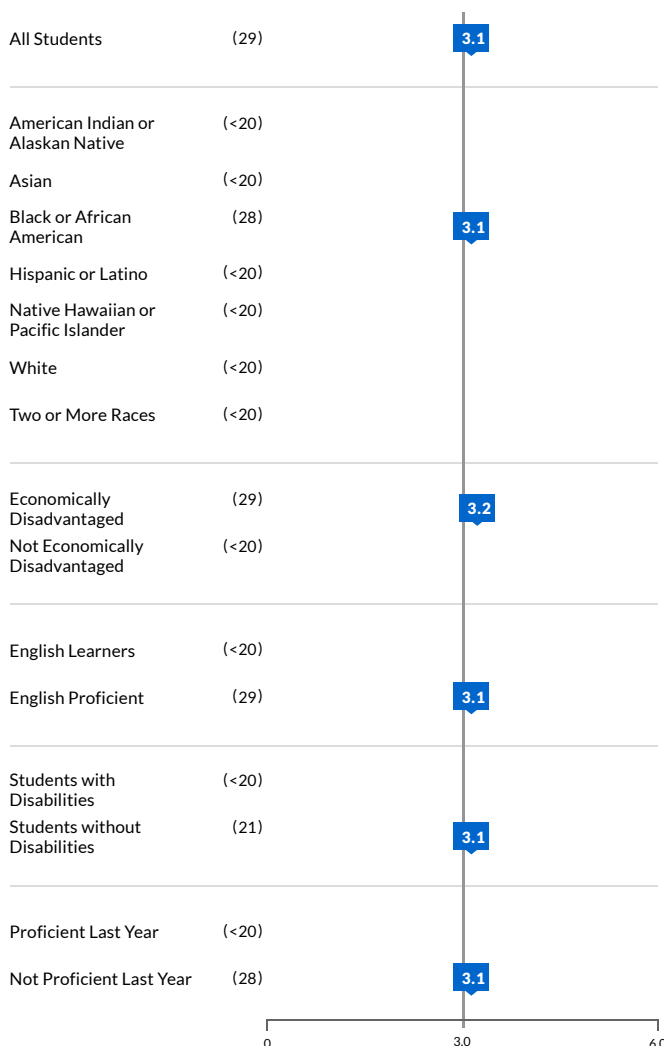 All Students (29) 3.1
American Indian or (<20)
Alaskan Native
Asian (<20)
Black or African (28) 3.1
American
Hispanic or Latino (<20)
Native Hawaiian or (<20)
Pacific Islander
White (<20)
Two or More Races (<20)
Economically (29) 3.2
Disadvantaged
Not Economically (<20)
Disadvantaged
English Learners (<20)
English Proficient (29) 3.1
Students with (<20)
Disabilities
Students without (21) 3.1
Disabilities
Proficient Last Year (<20)
Not Proficient Last Year (28) 3.1
0 3.0 6.0